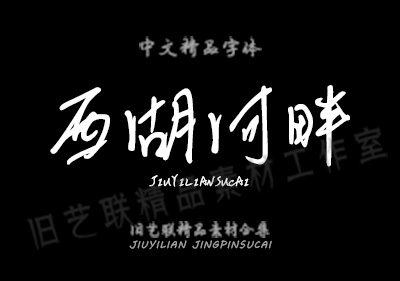 中文精品字体
西湖河畔
JIUYILIANSUCAI
旧艺联精品素材工作室
旧艺联精品素材合集
JIUYILIAN JINGPINSUCAI